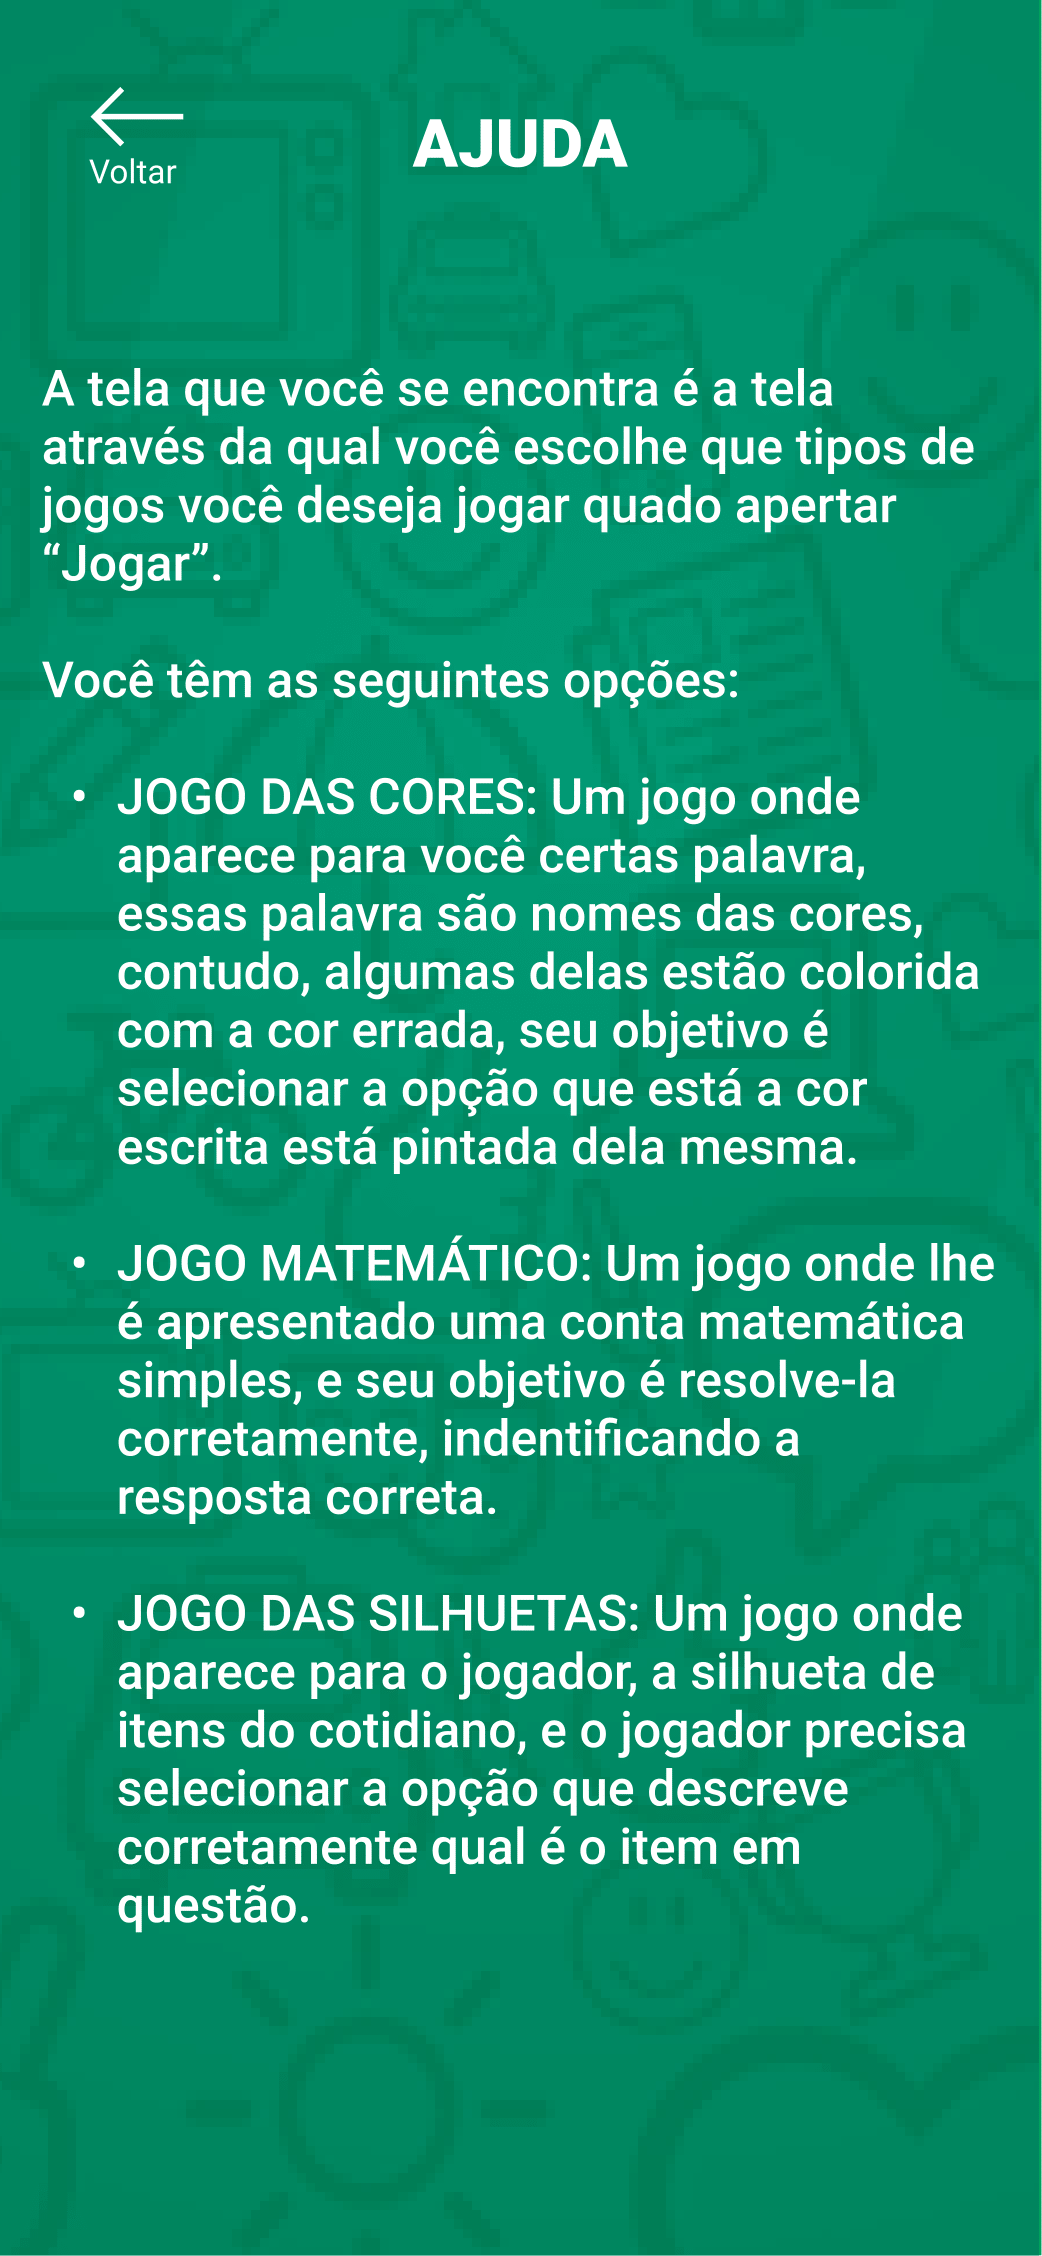 AJUDA
Voltar
A tela que você se encontra é a tela
através da qual você escolhe que tipos de
jogos você deseja jogar quado apertar
“Jogar”.
Você têm as seguintes opções:
• JOGO DAS CORES: Um jogo onde
aparece para você certas palavra,
essas palavra são nomes das cores,
contudo, algumas delas estão colorida
com a cor errada, seu objetivo é
selecionar a opção que está a cor
escrita está pintada dela mesma.
• JOGO MATEMÁTICO: Um jogo onde lhe
é apresentado uma conta matemática
simples, e seu objetivo é resolve-la
corretamente, indentificando a
resposta correta.
• JOGO DAS SILHUETAS: Um jogo onde
aparece para o jogador, a silhueta de
itens do cotidiano, e o jogador precisa
selecionar a opção que descreve
corretamente qual é o item em
questão.